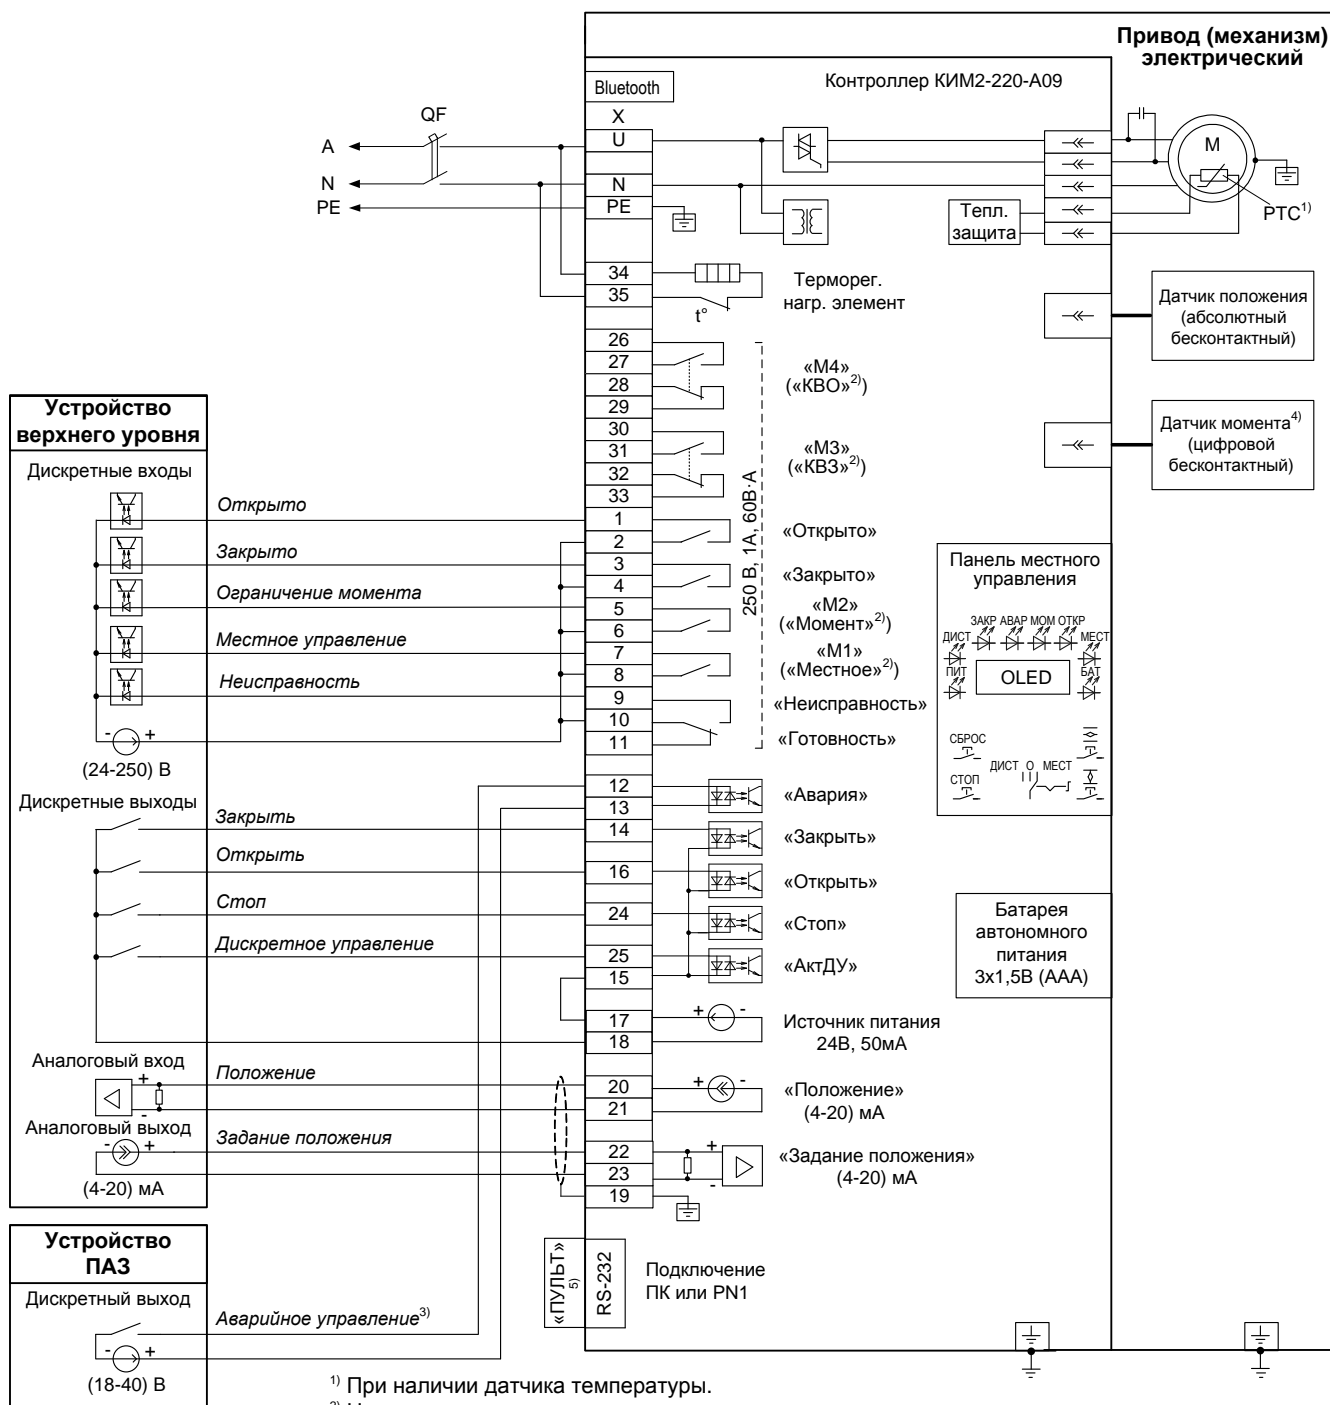 Привод (механизм)
электрический
Контроллер КИМ2-220-А09
Bluetooth
X
QF
A
U
M
N
N
PE
PE
Тепл.
защита
PTC1)
34
35
t°
Терморег.
нагр. элемент
Датчик положения
(абсолютный
бесконтактный)
26
27
28
29
«М4»
(«КВО»2))
30
31
32
33
«М3»
(«КВЗ»2))
Датчик момента4)
(цифровой
бесконтактный)
250 В, 1А, 60В·А
Устройство
верхнего уровня
Дискретные входы
Открыто
1
2
«Открыто»
Закрыто
3
4
«Закрыто»
Ограничение момента
5
6
«М2»
(«Момент»2))
Местное управление
7
8
«М1»
(«Местное»2))
Неисправность
9
«Неисправность»
10
11
«Готовность»
- +
(24-250) В
Панель местного
управления
ЗАКР АВАР МОМ ОТКР
ДИСТ
МЕСТ
ПИТ
OLED
БАТ
СБРОС
ДИСТ О МЕСТ
СТОП
Дискретные выходы
12
13
«Авария»
Закрыть
14
«Закрыть»
Открыть
16
«Открыть»
Стоп
24
«Стоп»
Дискретное управление
25
15
«АктДУ»
Батарея
автономного
питания
3х1,5В (ААА)
17
18
+ -
Источник питания
24В, 50мА
Аналоговый вход
+
-
Положение
20
21
+ -
«Положение»
(4-20) мА
Аналоговый выход
- +
(4-20) мА
Задание положения
22
23
19
+
-
«Задание положения»
(4-20) мА
Устройство
ПАЗ
Дискретный выход
- +
(18-40) В
Аварийное управление3)
«ПУЛЬТ»
5)
RS-232
Подключение
ПК или PN1
1) При наличии датчика температуры.